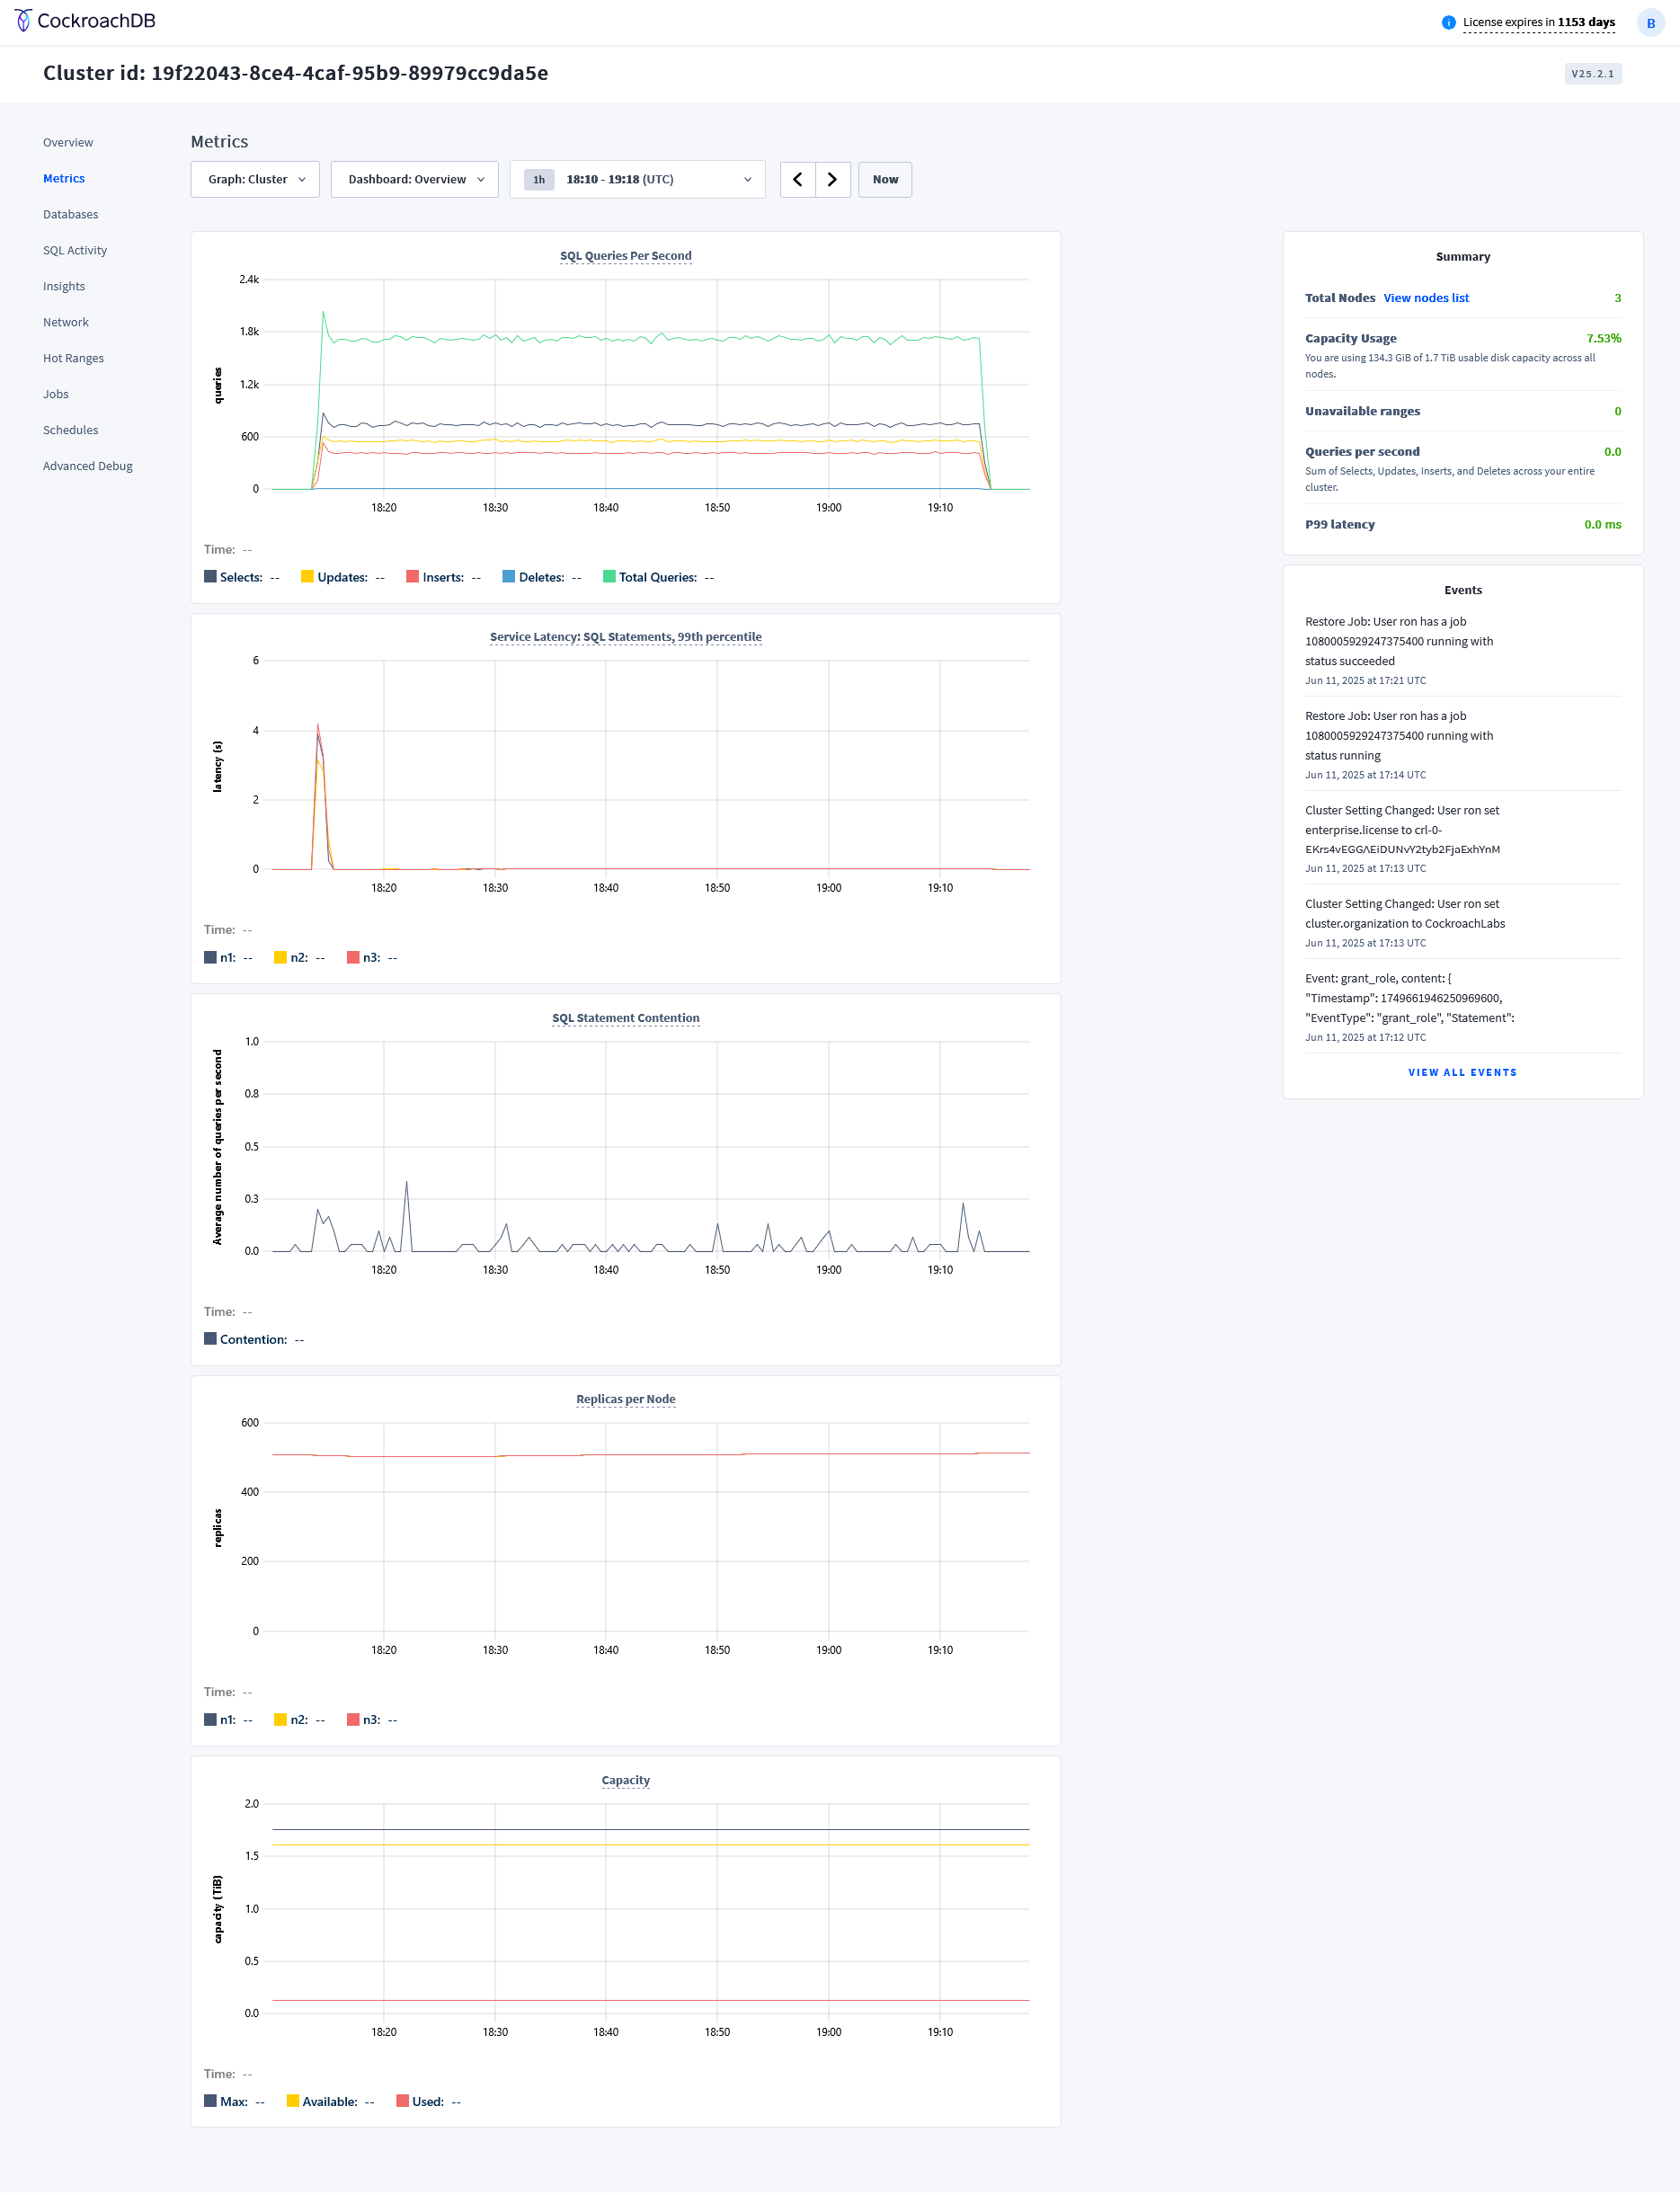 CockroachDB
License expires in 1153 days
B
Cluster id: 19f22043-8ce4-4caf-95b9-89979cc9da5e
V25.2.1
Overview
Metrics
Databases
SQL Activity
Insights
Network
Hot Ranges
Jobs
Schedules
Advanced Debug
Metrics
Graph: Cluster
Dashboard: Overview
1h 18:10 - 19:18 (UTC)
Now
SQL Queries Per Second
queries
2.4k
1.8k
1.2k
600
0
18:20 18:30 18:40 18:50 19:00 19:10
Time: --
Selects: -- Updates: -- Inserts: -- Deletes: -- Total Queries: --
Service Latency: SQL Statements, 99th percentile
latency (s)
6
4
2
0
18:20 18:30 18:40 18:50 19:00 19:10
Time: --
n1: -- n2: -- n3: --
SQL Statement Contention
Average number of queries per second
1.0
0.8
0.5
0.3
0.0
18:20 18:30 18:40 18:50 19:00 19:10
Time: --
Contention: --
Replicas per Node
replicas
600
400
200
0
18:20 18:30 18:40 18:50 19:00 19:10
Time: --
n1: -- n2: -- n3: --
Capacity
capacity (TiB)
2.0
1.5
1.0
0.5
0.0
18:20 18:30 18:40 18:50 19:00 19:10
Time: --
Max: -- Available: -- Used: --
Summary
Total Nodes View nodes list 3
Capacity Usage 7.53%
You are using 134.3 GiB of 1.7 TiB usable disk capacity across all
nodes.
Unavailable ranges 0
Queries per second 0.0
Sum of Selects, Updates, Inserts, and Deletes across your entire
cluster.
P99 latency 0.0 ms
Events
Restore Job: User ron has a job
1080005929247375400 running with
status succeeded
Jun 11, 2025 at 17:21 UTC
Restore Job: User ron has a job
1080005929247375400 running with
status running
Jun 11, 2025 at 17:14 UTC
Cluster Setting Changed: User ron set
enterprise.license to crl-0-
EKrs4vEGGAEiDUNvY2tyb2FjaExhYnM
Jun 11, 2025 at 17:13 UTC
Cluster Setting Changed: User ron set
cluster.organization to CockroachLabs
Jun 11, 2025 at 17:13 UTC
Event: grant_role, content: {
"Timestamp": 1749661946250969600,
"EventType": "grant_role", "Statement":
Jun 11, 2025 at 17:12 UTC
VIEW ALL EVENTS